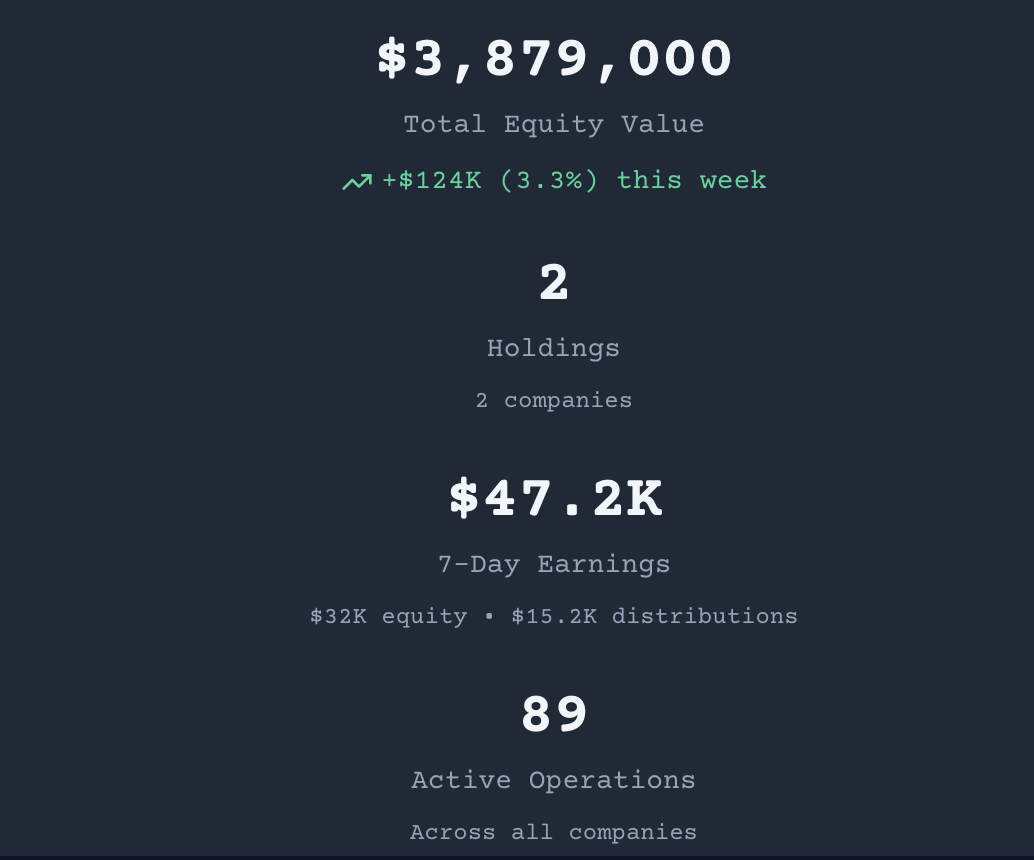 $3,879,000
Total Equity Value
+$124K (3.3%) this week
2
Holdings
2 companies
$47.2K
7-Day Earnings
$32K equity • $15.2K distributions
89
Active Operations
Across all companies